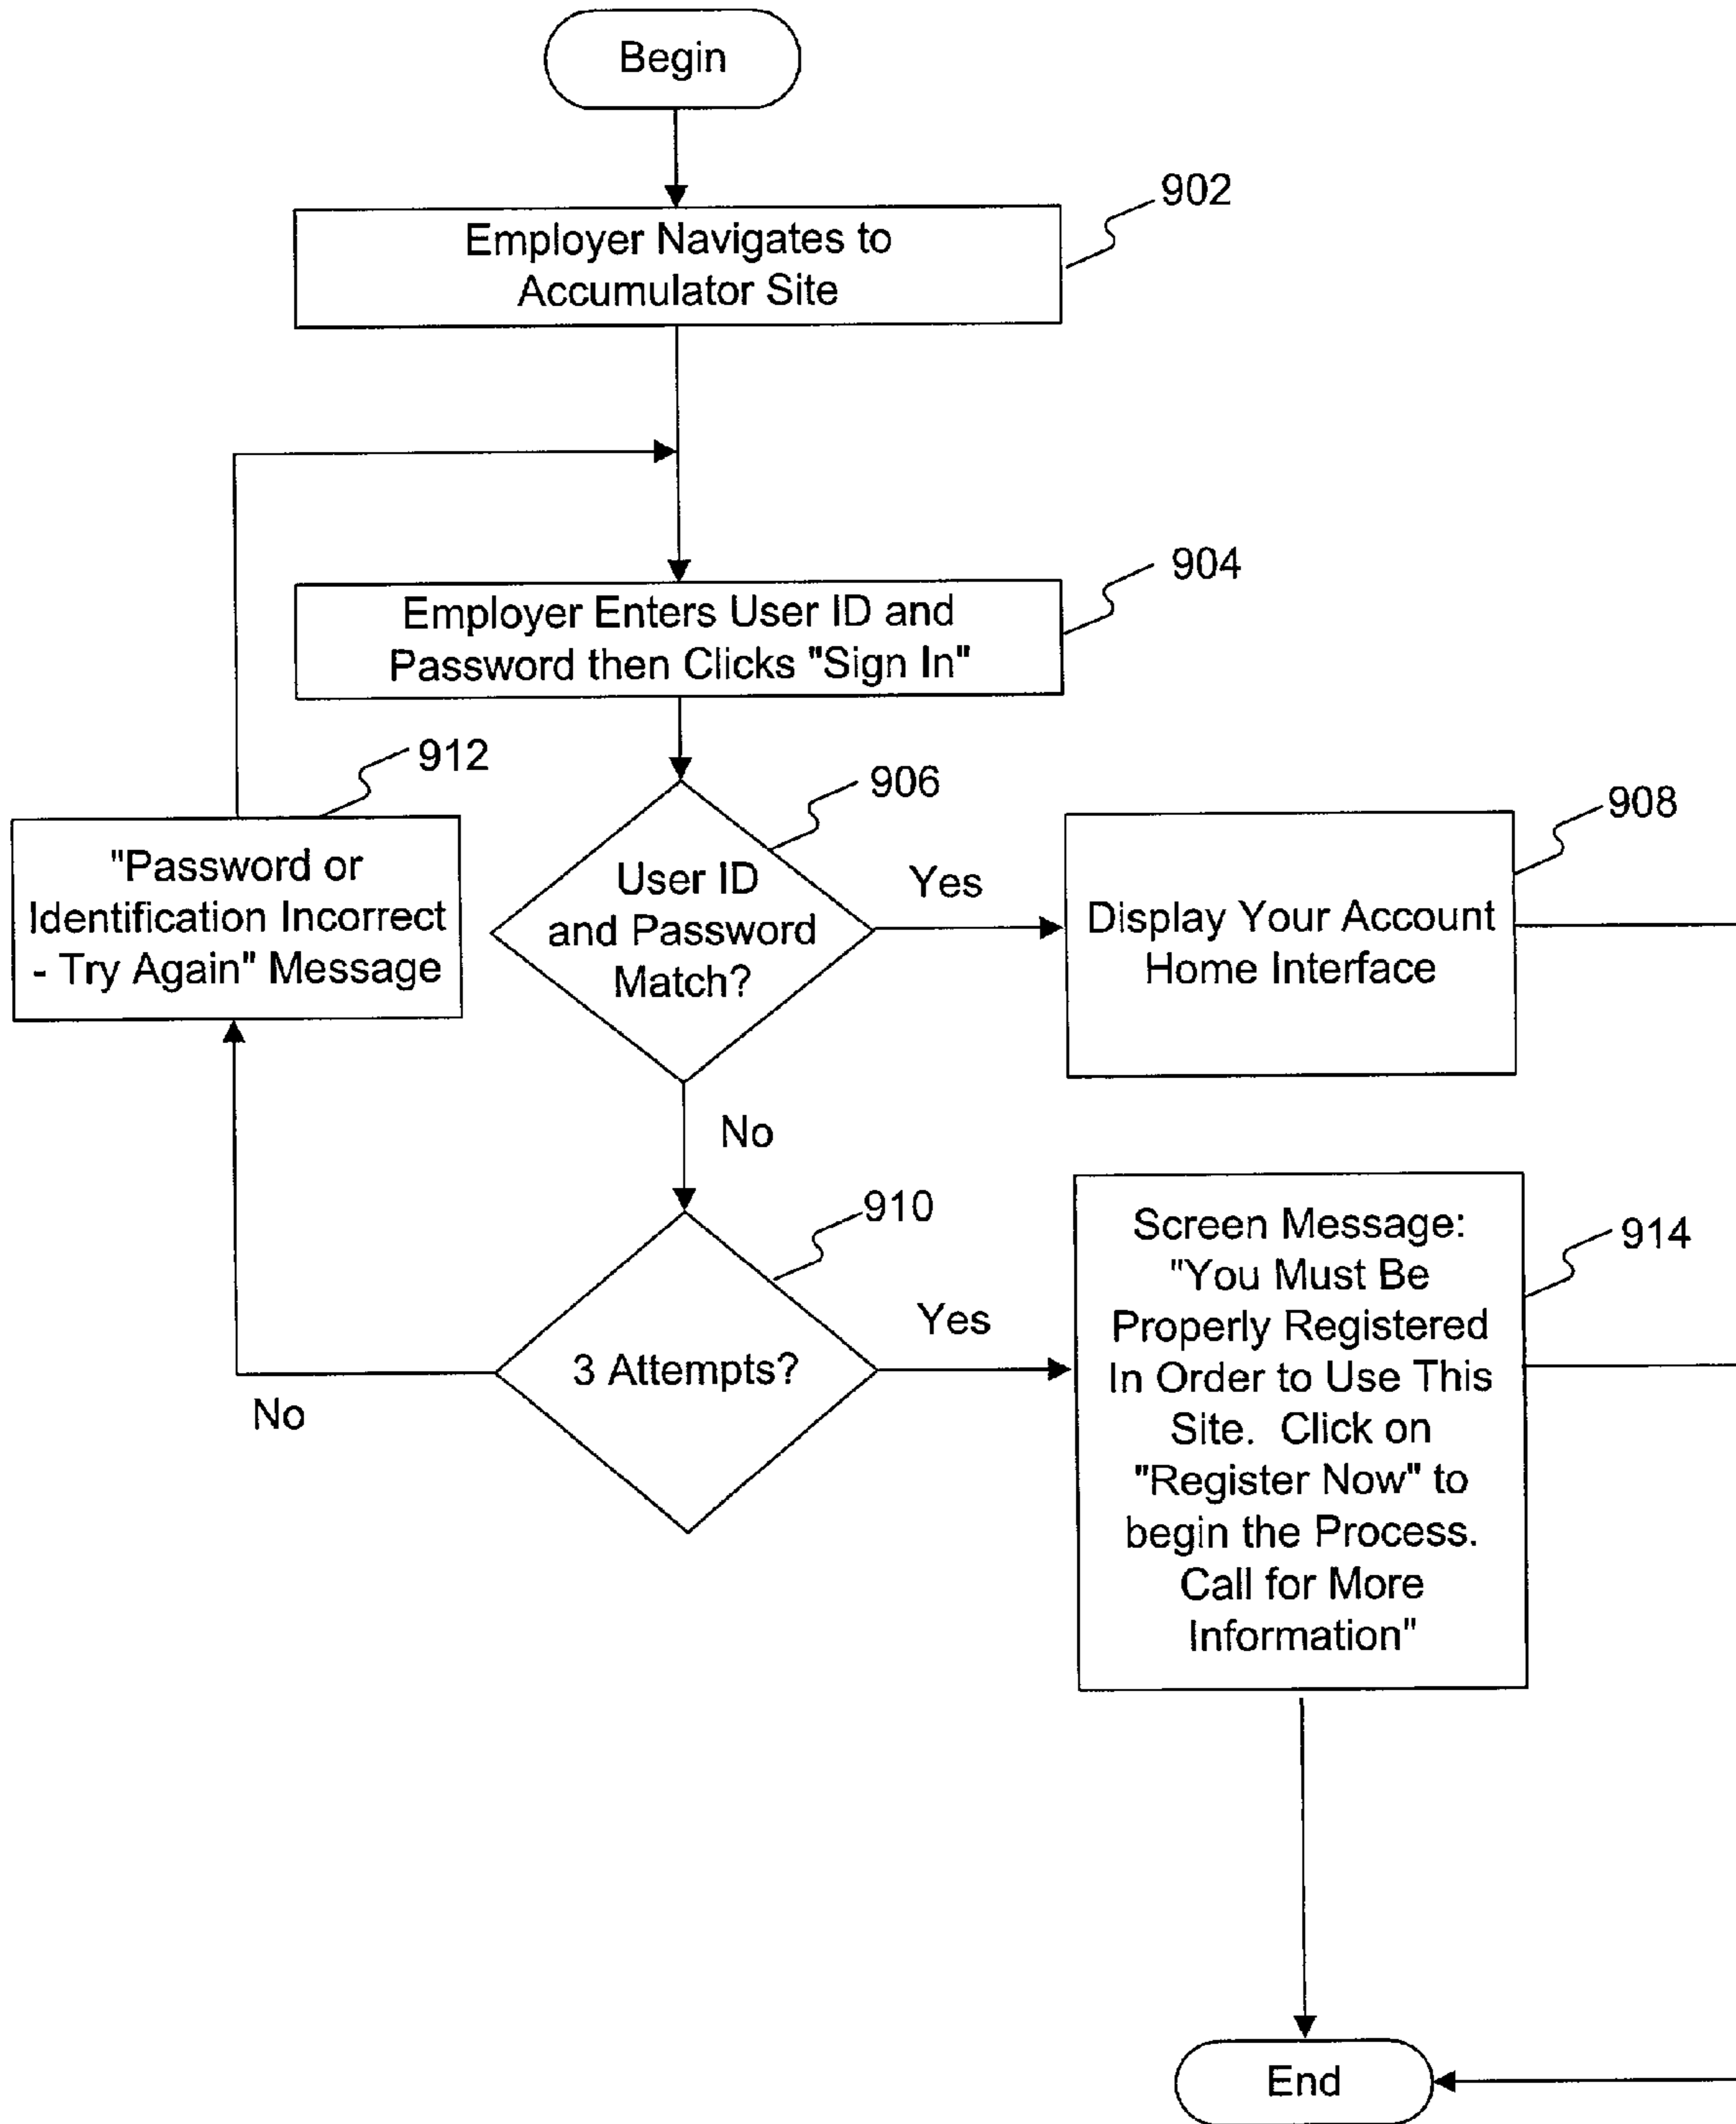 Begin
902
Employer Navigates to
Accumulator Site
904
Employer Enters User ID and
Password then Clicks "Sign In"
912
"Password or
Identification Incorrect
- Try Again" Message
906
User ID
and Password
Match?
Yes
908
Display Your Account
Home Interface
No
910
3 Attempts?
No
Yes
914
Screen Message:
"You Must Be
Properly Registered
In Order to Use This
Site.  Click on
"Register Now" to
begin the Process.
Call for More
Information"
End